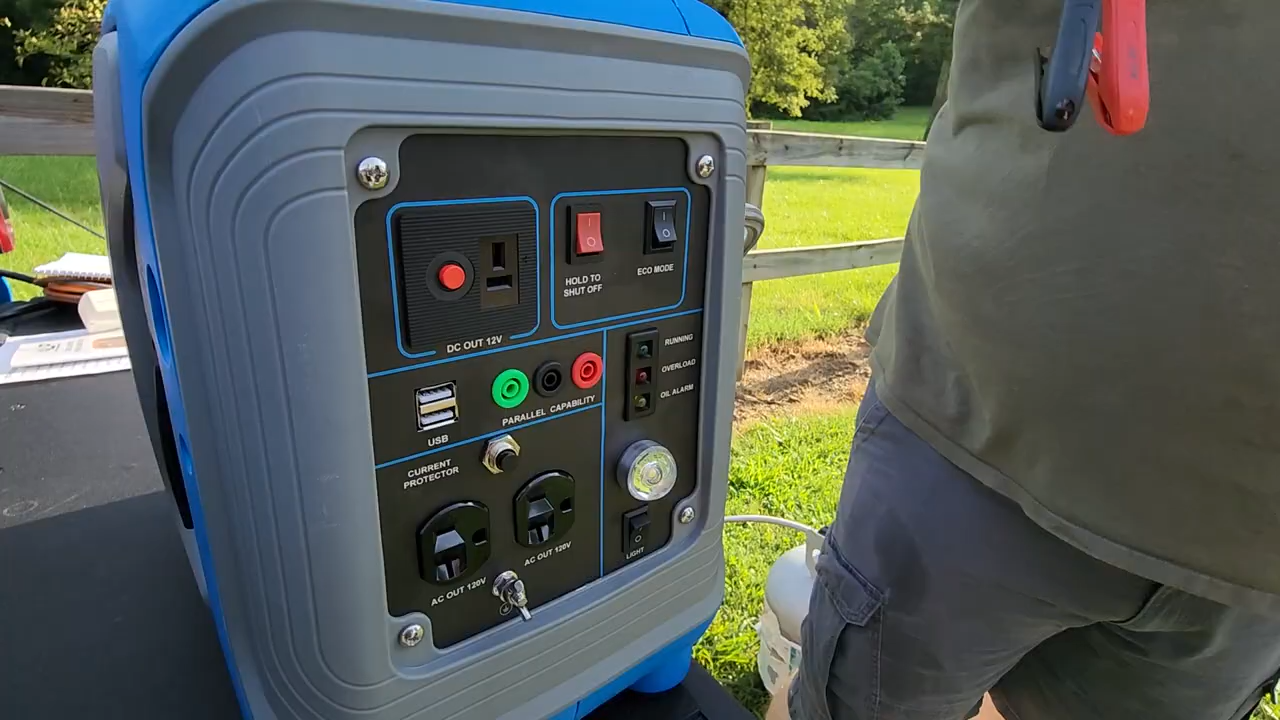 DC OUT 12V
HOLD TO
SHUT OFF
ECO MODE
USB
PARALLEL CAPABILITY
RUNNING
OVERLOAD
OIL ALARM
CURRENT
PROTECTOR
AC OUT 120V
AC OUT 120V
LIGHT